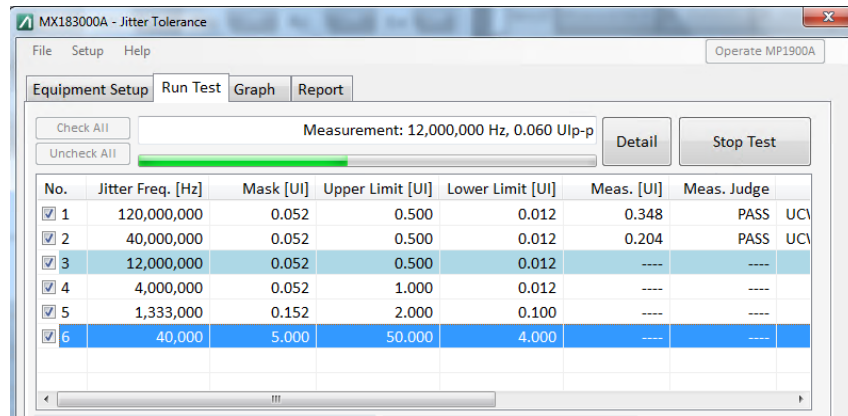 MX183000A - Jitter Tolerance
File Setup Help Operate MP1900A
Equipment Setup Run Test Graph Report
Check All Measurement: 12,000,000 Hz, 0.060 UIp-p Detail Stop Test
Uncheck All
No. Jitter Freq. [Hz] Mask [UI] Upper Limit [UI] Lower Limit [UI] Meas. [UI] Meas. Judge
1 120,000,000 0.052 0.500 0.012 0.348 PASS
2 40,000,000 0.052 0.500 0.012 0.204 PASS
3 12,000,000 0.052 0.500 0.012 ---- ----
4 4,000,000 0.052 1.000 0.012 ---- ----
5 1,333,000 0.152 2.000 0.100 ---- ----
6 40,000 5.000 50.000 4.000 ---- ----